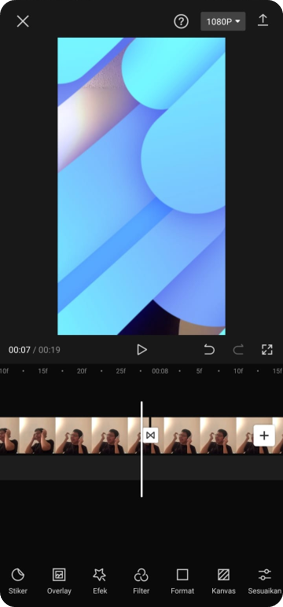 1080P
00:07 / 00:19
10f 15f 20f 25f 00:08 5f 10f 15f
Stiker Overlay Efek Filter Format Kanvas Sesuaikan